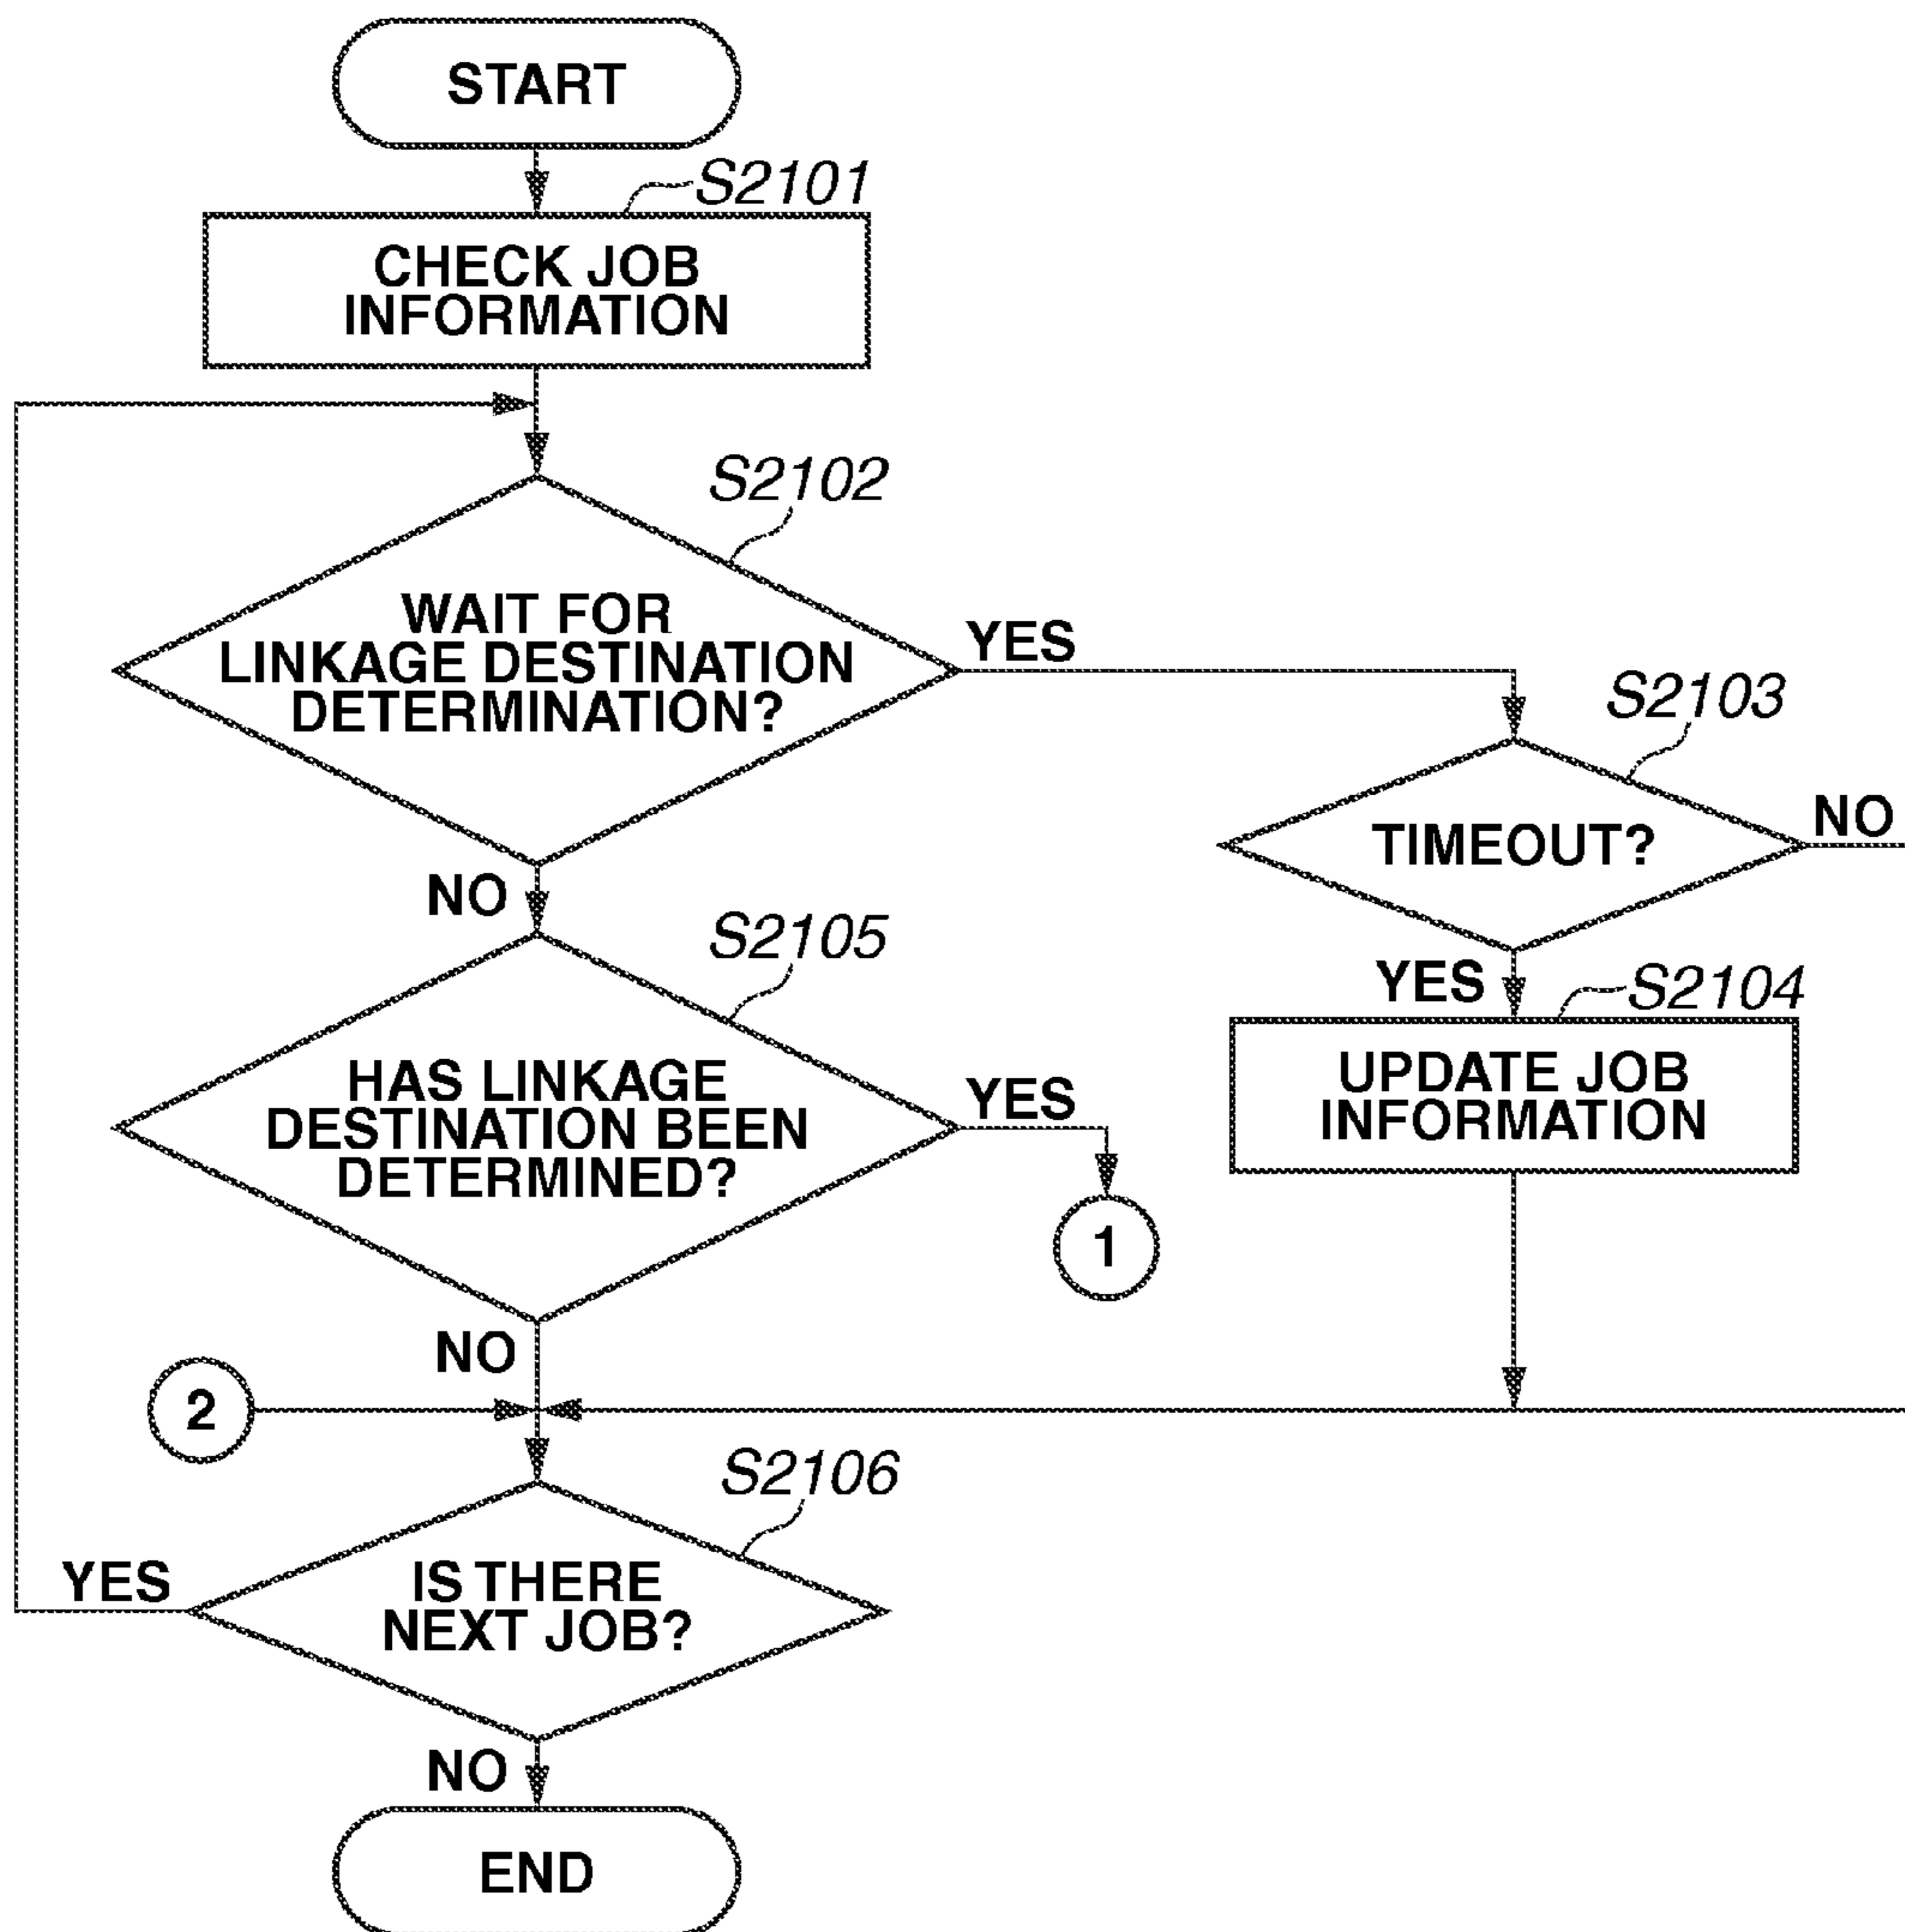 START
S2101
CHECK JOB
INFORMATION
S2102
WAIT FOR
LINKAGE DESTINATION
DETERMINATION?
YES
S2103
TIMEOUT?
NO
NO
S2105
YES
S2104
UPDATE JOB
INFORMATION
HAS LINKAGE
DESTINATION BEEN
DETERMINED?
YES
1
NO
2
S2106
YES
IS THERE
NEXT JOB?
NO
END